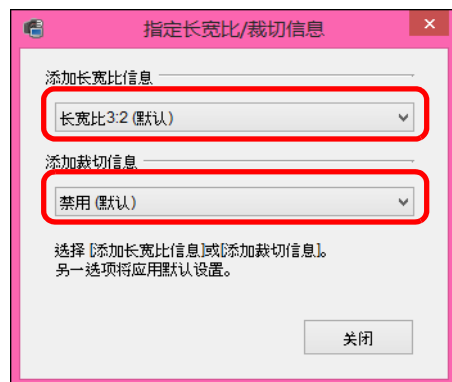 指定长宽比/裁切信息
添加长宽比信息
长宽比3:2 (默认)
添加裁切信息
禁用 (默认)
选择 [添加长宽比信息]或[添加裁切信息]。
另一选项将应用默认设置。
关闭